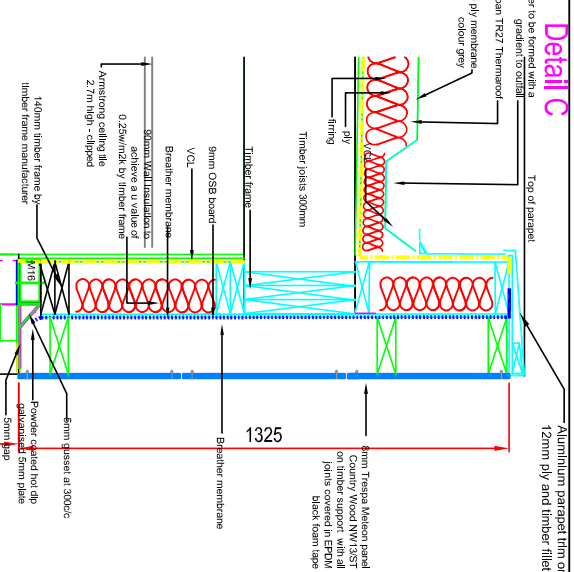 Detail C
er to be formed with a
gradient to outfall
pan TR27 Thermaroof
ply membrane
colour grey
Top of parapet
VCL
ply
firring
Timber joists 300mm
Timber frame
9mm OSB board
VCL
Breather membrane
90mm Wall Insulation to
achieve a u value of
0.25w/m2k by timber frame
Armstrong ceiling tile
2.7m high - clipped
140mm timber frame by
timber frame manufacturer
M16
Aluminium parapet trim on
12mm ply and timber fillet
8mm Trespa Meteon panel
Country Wood NW13/ST
on timber support with all
joints covered in EPDM
black foam tape
1325
Breather membrane
6mm gusset at 300c/c
Powder coated hot dip
galvanised 5mm plate
5mm gap